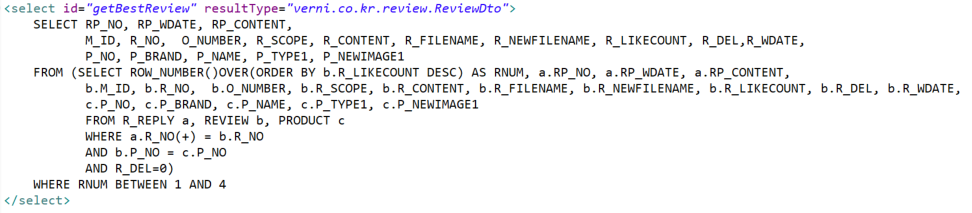 <select id="getBestReview" resultType="verni.co.kr.review.ReviewDto">
SELECT RP_NO, RP_WDATE, RP_CONTENT,
M_ID, R_NO,  O_NUMBER, R_SCOPE, R_CONTENT, R_FILENAME, R_NEWFILENAME, R_LIKECOUNT, R_DEL,R_WDATE,
P_NO, P_BRAND, P_NAME, P_TYPE1, P_NEWIMAGE1
FROM (SELECT ROW_NUMBER()OVER(ORDER BY b.R_LIKECOUNT DESC) AS RNUM, a.RP_NO, a.RP_WDATE, a.RP_CONTENT,
b.M_ID, b.R_NO,  b.O_NUMBER, b.R_SCOPE, b.R_CONTENT, b.R_FILENAME, b.R_NEWFILENAME, b.R_LIKECOUNT, b.R_DEL, b.R_WDATE,
c.P_NO, c.P_BRAND, c.P_NAME, c.P_TYPE1, c.P_NEWIMAGE1
FROM R_REPLY a, REVIEW b, PRODUCT c
WHERE a.R_NO(+) = b.R_NO
AND b.P_NO = c.P_NO
AND R_DEL=0)
WHERE RNUM BETWEEN 1 AND 4
</select>